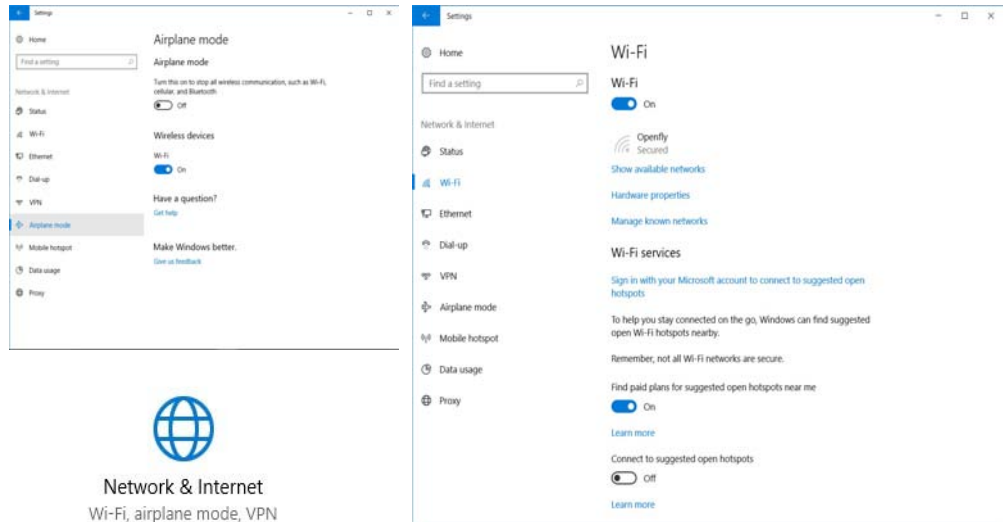 Settings
Home
Airplane mode
Find a setting
Airplane mode
Turn this on to stop all wireless communication, such as Wi-Fi,
cellular, and Bluetooth
Off
Network & Internet
Status
Wi-Fi
Ethernet
Dial-up
VPN
Airplane mode
Mobile hotspot
Data usage
Proxy
Wireless devices
Wi-Fi
On
Have a question?
Get help
Make Windows better.
Give us feedback
Network & Internet
Wi-Fi, airplane mode, VPN
Settings
Home
Find a setting
Network & Internet
Status
Wi-Fi
Ethernet
Dial-up
VPN
Airplane mode
Mobile hotspot
Data usage
Proxy
Wi-Fi
Wi-Fi
On
Openfly
Secured
Show available networks
Hardware properties
Manage known networks
Wi-Fi services
Sign in with your Microsoft account to connect to suggested open
hotspots
To help you stay connected on the go, Windows can find suggested
open Wi-Fi hotspots nearby.
Remember, not all Wi-Fi networks are secure.
Find paid plans for suggested open hotspots near me
On
Learn more
Connect to suggested open hotspots
Off
Learn more